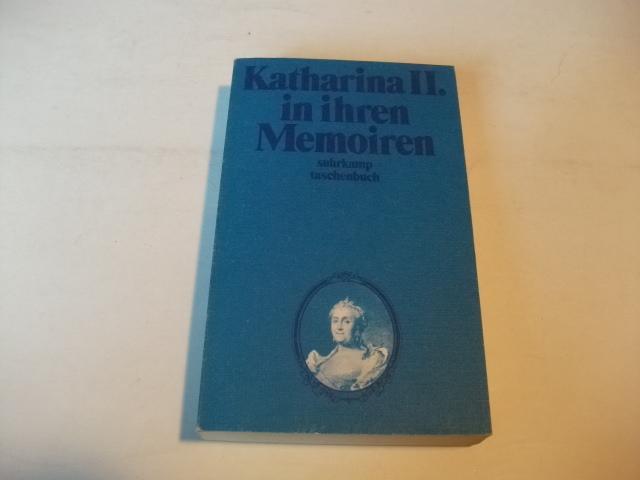 Katharina II.
in ihren
Memoiren
suhrkamp
taschenbuch